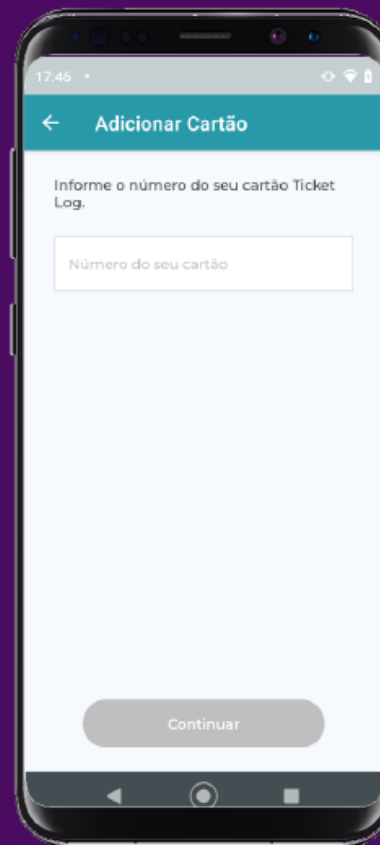 17:46
Adicionar Cartão
Informe o número do seu cartão Ticket
Log.
Número do seu cartão
Continuar